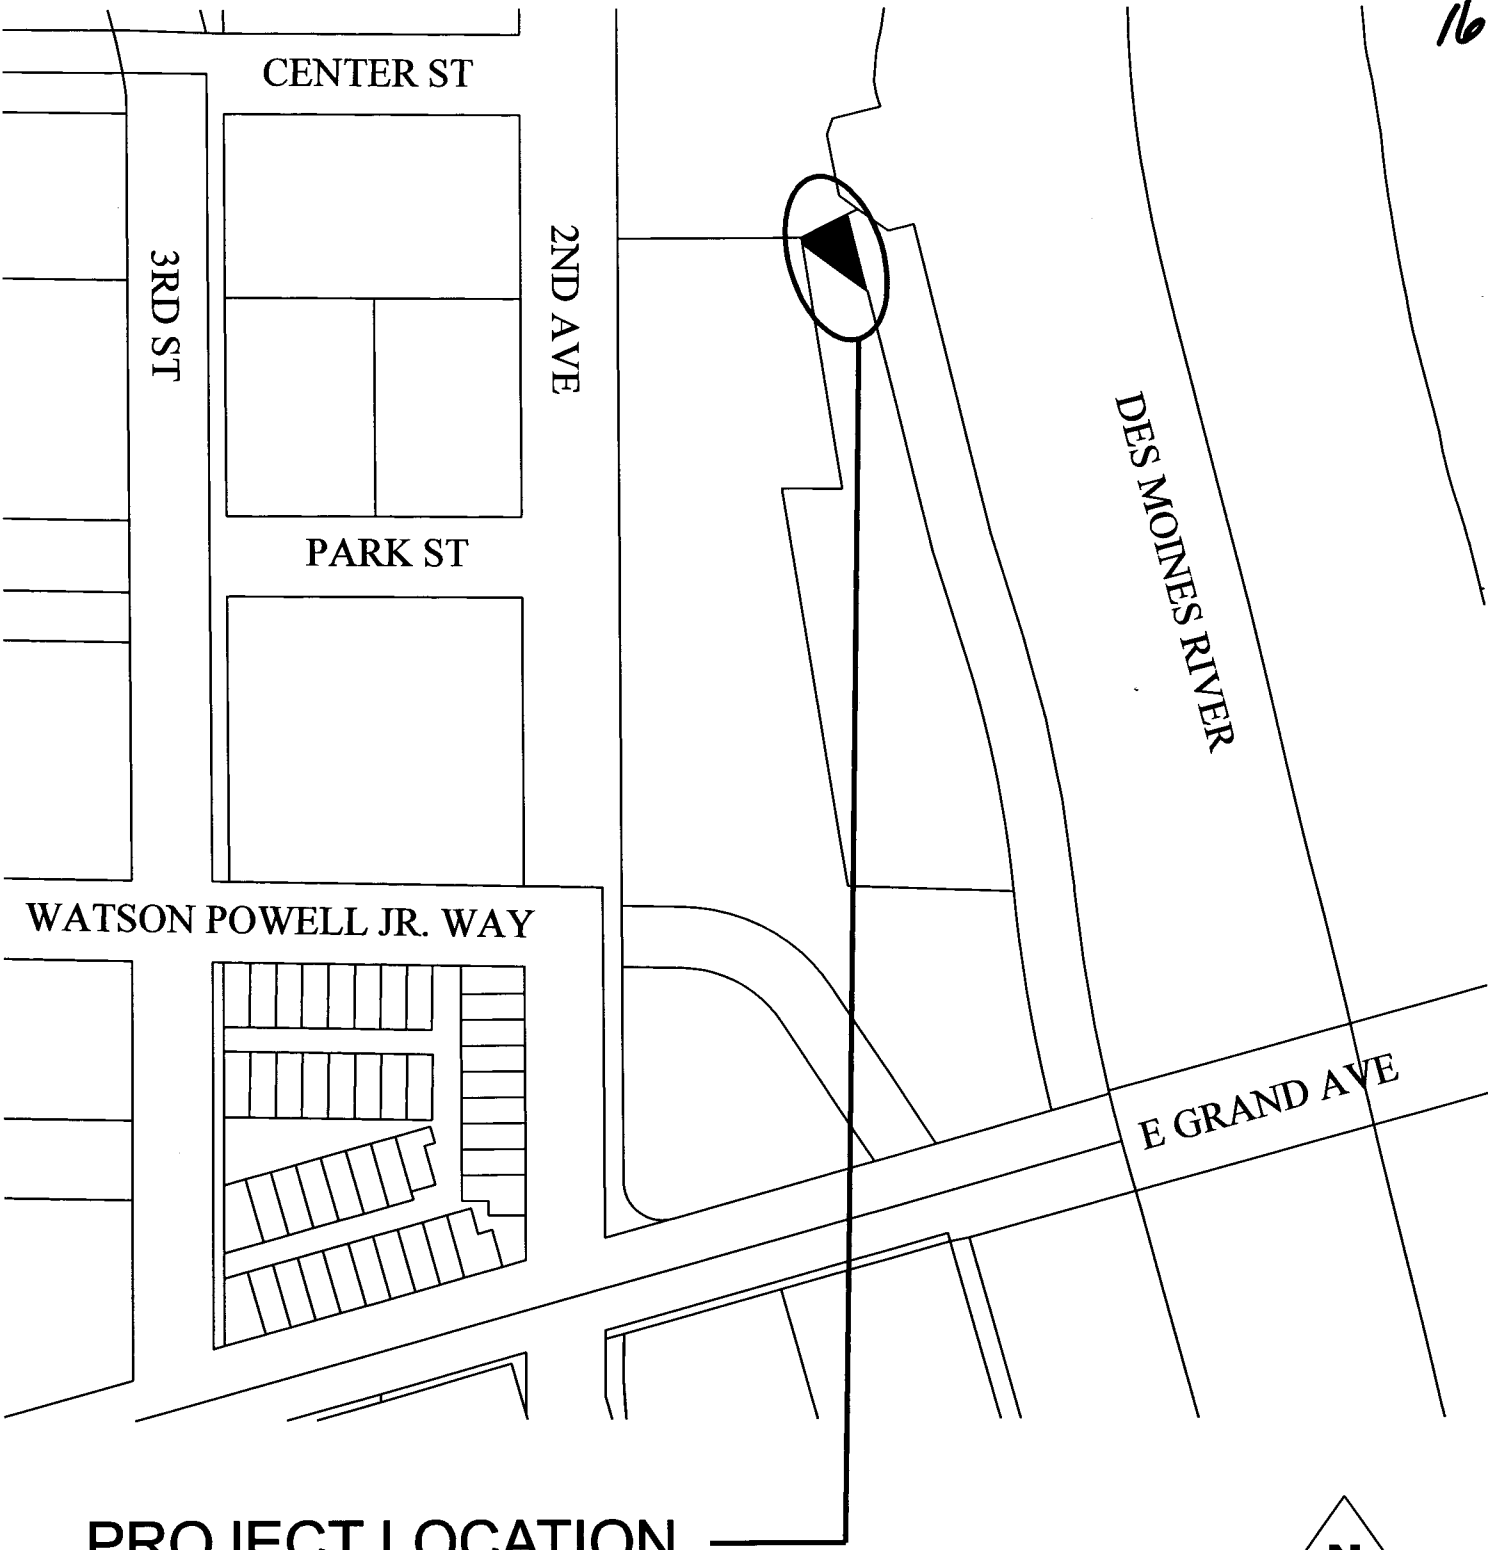 16
CENTER ST
3RD ST
2ND AVE
DES MOINES RIVER
PARK ST
WATSON POWELL JR. WAY
E GRAND AVE
PROJECT LOCATION
N